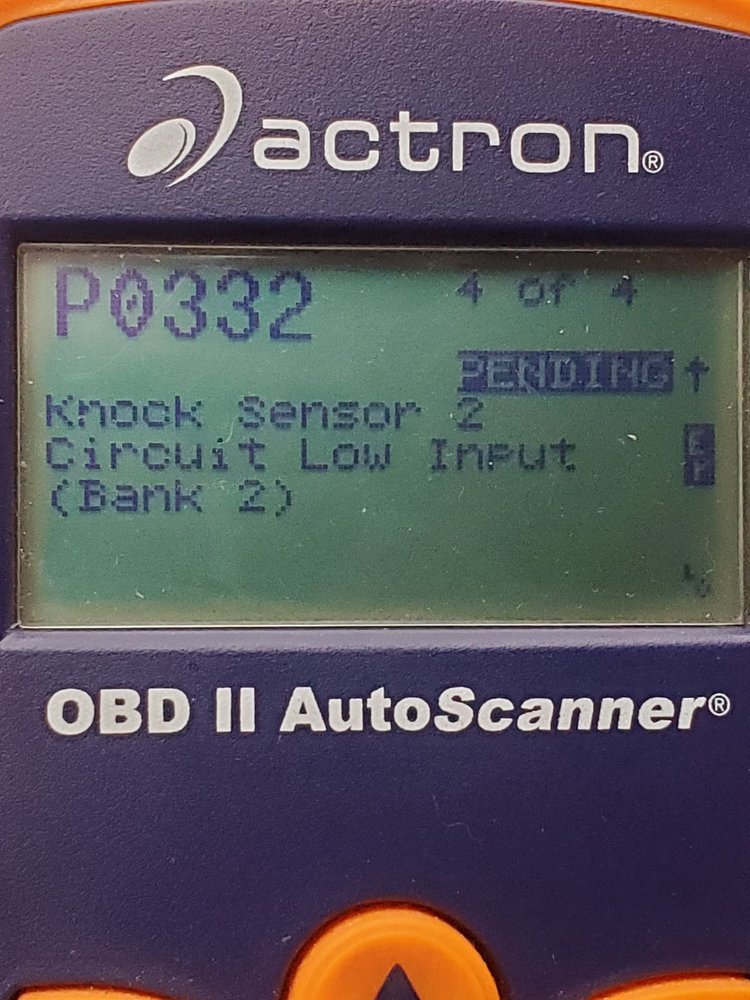 actron®
P0332
4 of 4
PENDING
Knock Sensor 2
Circuit Low Input
(Bank 2)
OBD II AutoScanner®